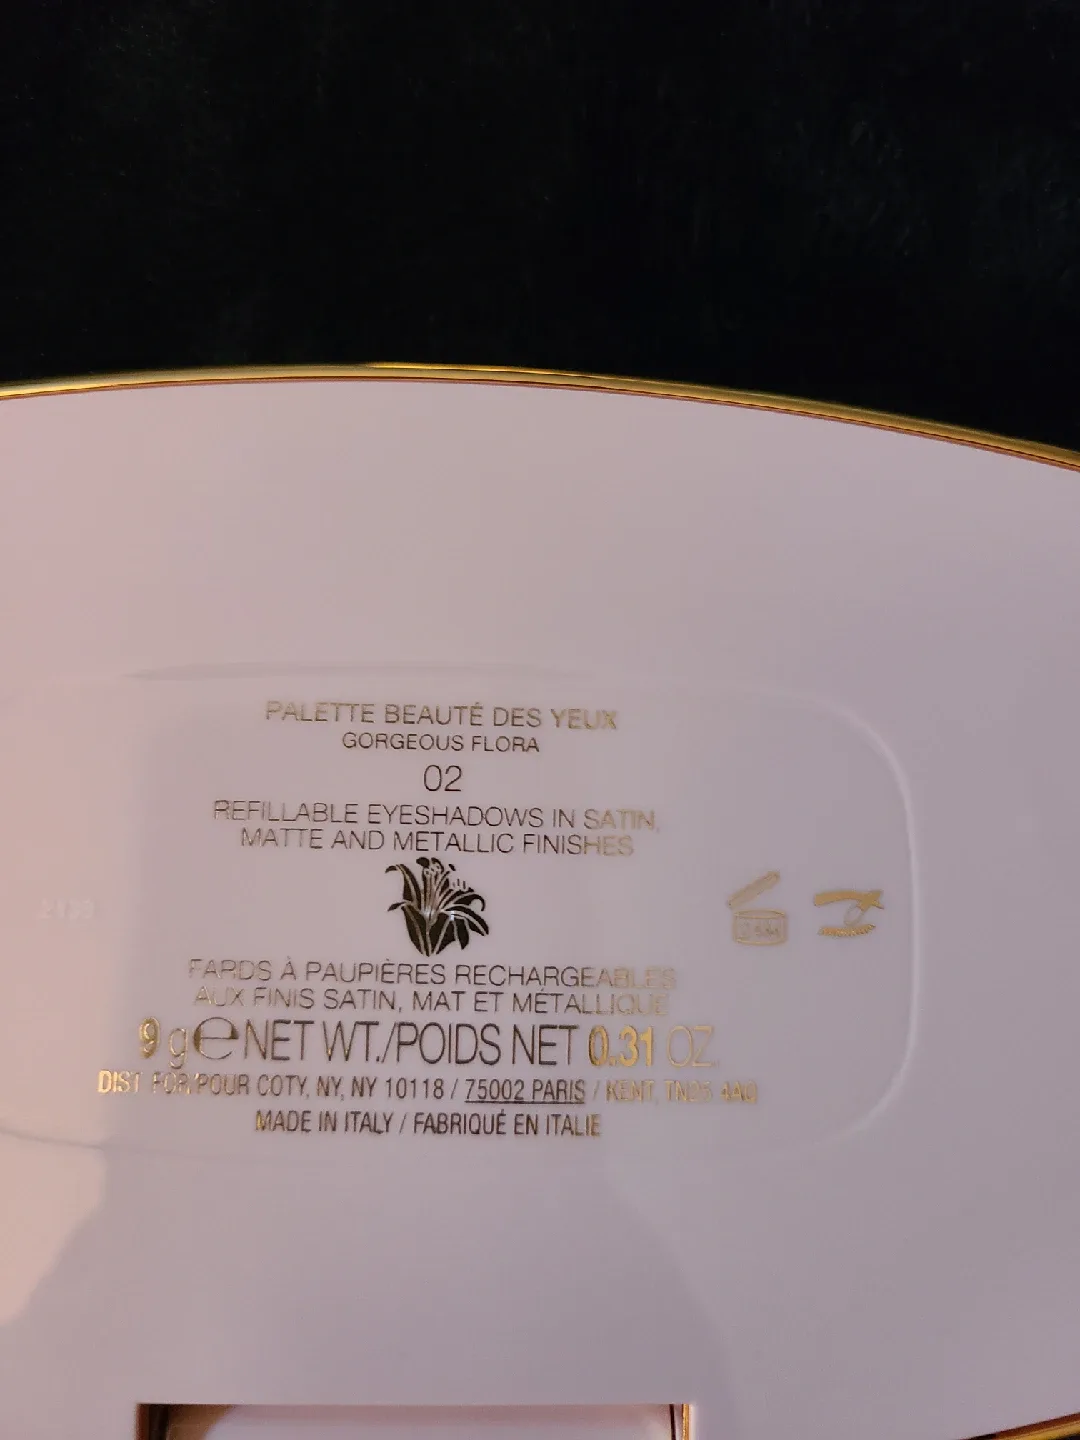 PALETTE BEAUTÉ DES YEUX
GORGEOUS FLORA
02
REFILLABLE EYESHADOWS IN SATIN,
MATTE AND METALLIC FINISHES
FARDS À PAUPIÈRES RECHARGEABLES
AUX FINIS SATIN, MAT ET MÉTALLIQUE
9 g e NET WT./POIDS NET 0.31 OZ.
DIST. FOR/POUR COTY, NY, NY 10118 / 75002 PARIS / KENT,
MADE IN ITALY / FABRIQUÉ EN ITALIE